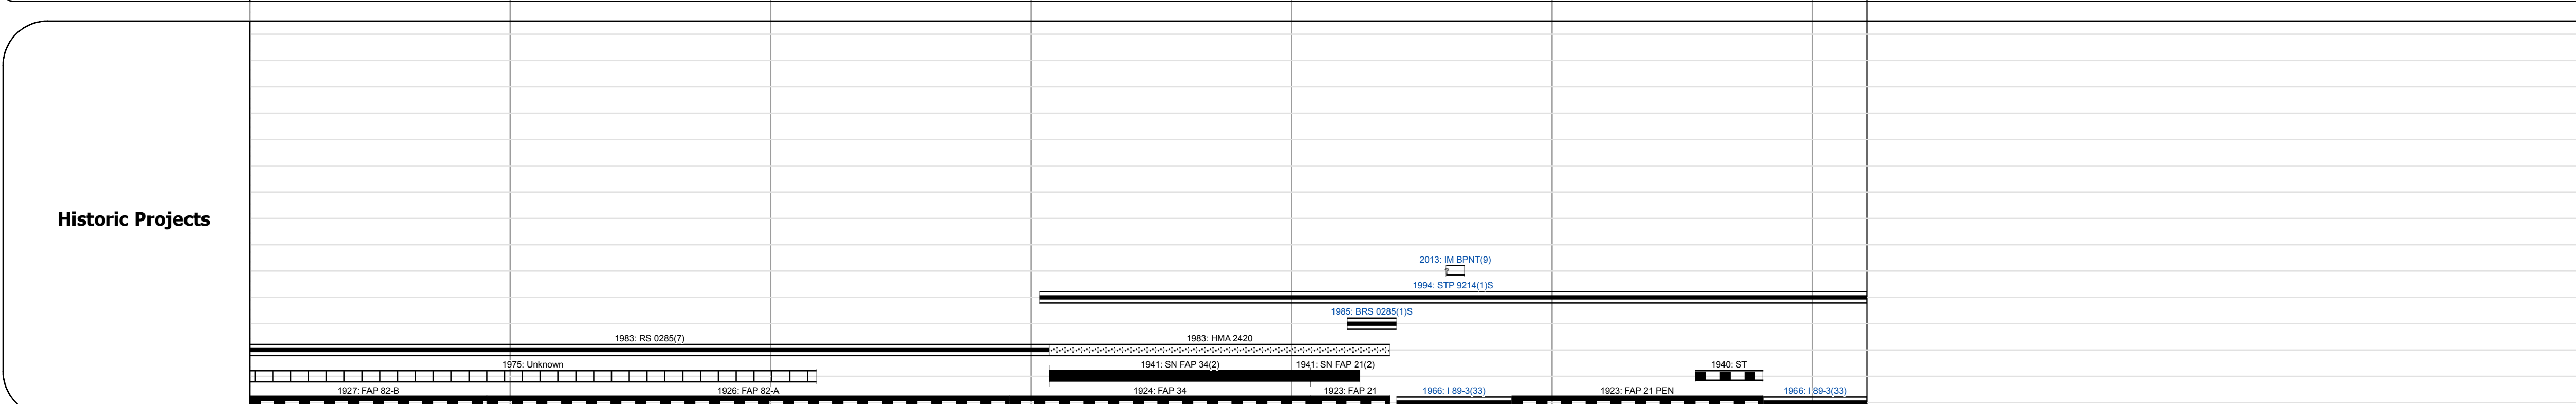 Historic Projects
2013: IM BPNT(9)
1994: STP 9214(1)S
1985: BRS 0285(1)S
1983: RS 0285(7) 1983: HMA 2420
1975: Unknown 1941: SN FAP 34(2) 1941: SN FAP 21(2) 1940: ST
1927: FAP 82-B 1926: FAP 82-A 1924: FAP 34 1923: FAP 21 1966: I 89-3(33) 1923: FAP 21 PEN 1966: I 89-3(33)